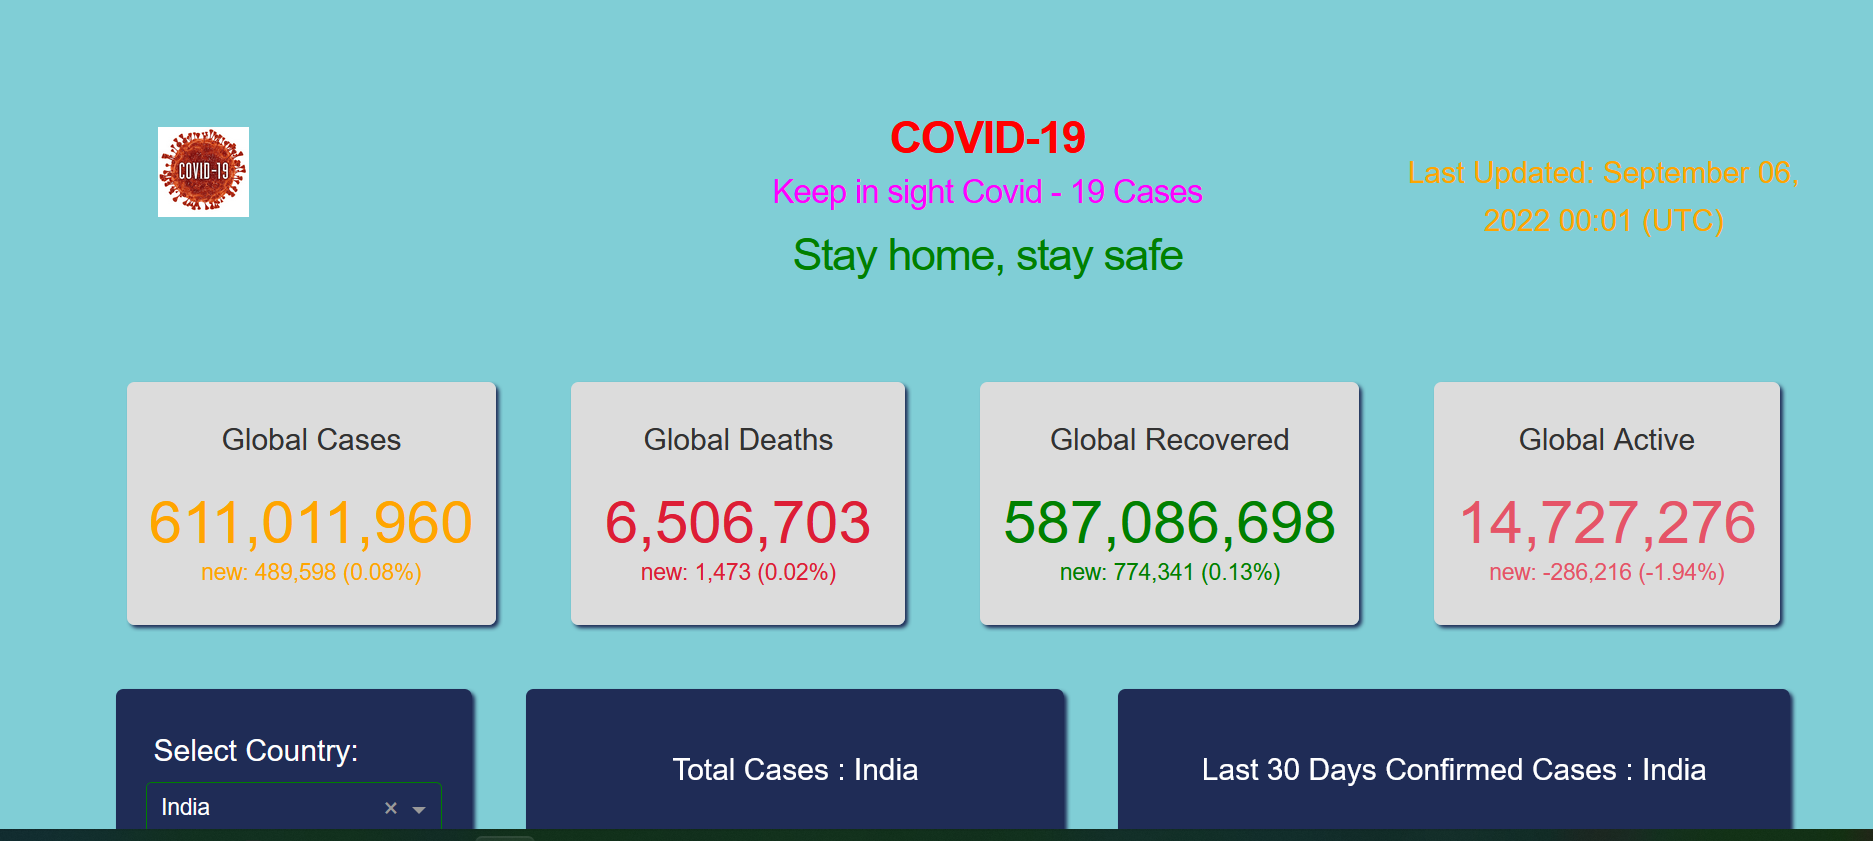 COVID-19
COVID-19
Keep in sight Covid - 19 Cases
Stay home, stay safe
Last Updated: September 06,
2022 00:01 (UTC)
Global Cases
611,011,960
new: 489,598 (0.08%)
Global Deaths
6,506,703
new: 1,473 (0.02%)
Global Recovered
587,086,698
new: 774,341 (0.13%)
Global Active
14,727,276
new: -286,216 (-1.94%)
Select Country:
India
Total Cases : India
Last 30 Days Confirmed Cases : India